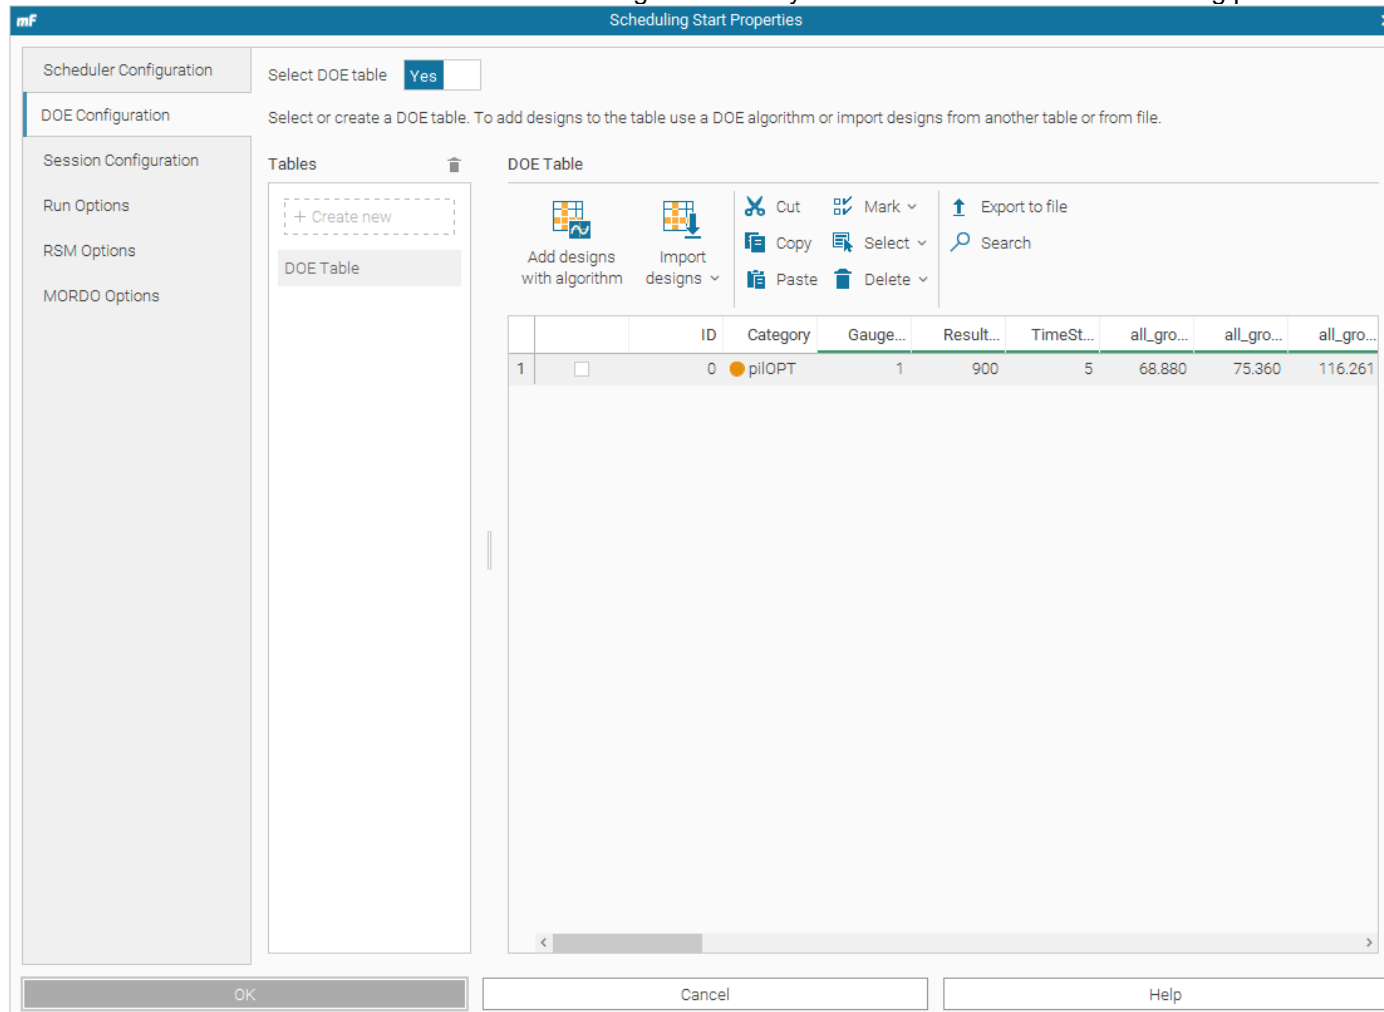 mF Scheduling Start Properties
Scheduler Configuration
DOE Configuration
Session Configuration
Run Options
RSM Options
MORDO Options
Select DOE table Yes
Select or create a DOE table. To add designs to the table use a DOE algorithm or import designs from another table or from file.
Tables
+ Create new
DOE Table
DOE Table
Add designs
with algorithm
Import
designs
Cut
Copy
Paste
Mark
Select
Delete
Export to file
Search
ID Category Gauge... Result... TimeSt... all_gro... all_gro... all_gro...
1 0 pilOPT 1 900 5 68.880 75.360 116.261
OK Cancel Help